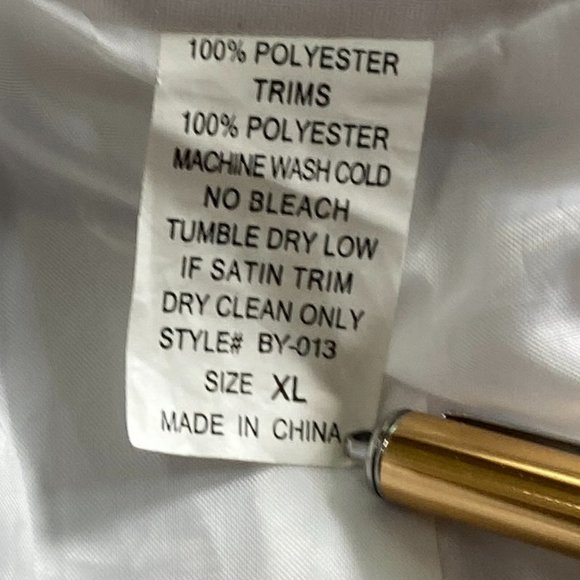 100% POLYESTER
TRIMS
100% POLYESTER
MACHINE WASH COLD
NO BLEACH
TUMBLE DRY LOW
IF SATIN TRIM
DRY CLEAN ONLY
STYLE# BY-013
SIZE XL
MADE IN CHINA